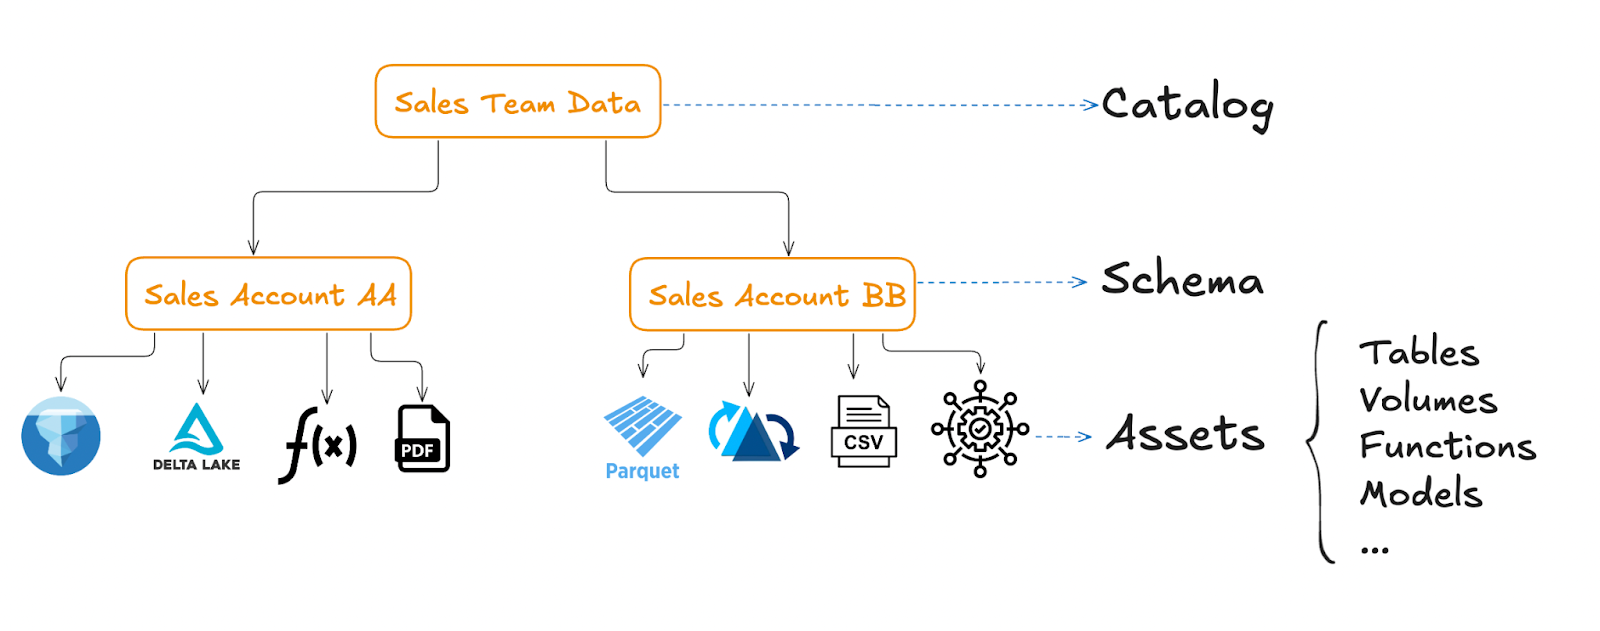 Sales Team Data
Catalog
Sales Account AA
Sales Account BB
Schema
DELTA LAKE
f(x)
PDF
Parquet
CSV
Assets
Tables
Volumes
Functions
Models
...